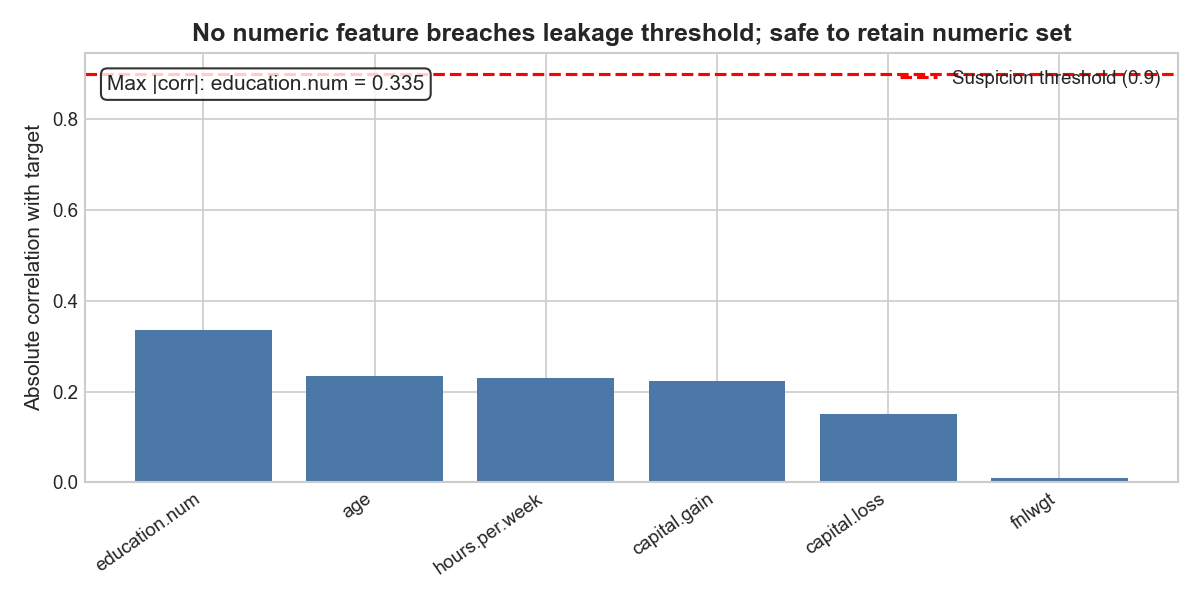 No numeric feature breaches leakage threshold; safe to retain numeric set
Max |corr|: education.num = 0.335
Suspicion threshold (0.9)
Absolute correlation with target
0.8
0.6
0.4
0.2
0.0
education.num
age
hours.per.week
capital.gain
capital.loss
fnlwgt